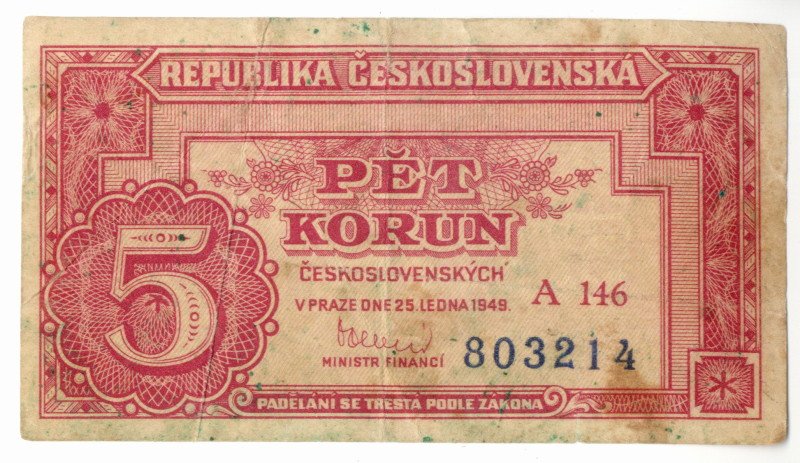 REPUBLIKA ČESKOSLOVENSKÁ
PĚT
KORUN
ČESKOSLOVENSKÝCH
V PRAZE DNE 25. LEDNA 1949.
A 146
MINISTR FINANCÍ
803214
5
PADĚLÁNÍ SE TRESTÁ PODLE ZÁKONA